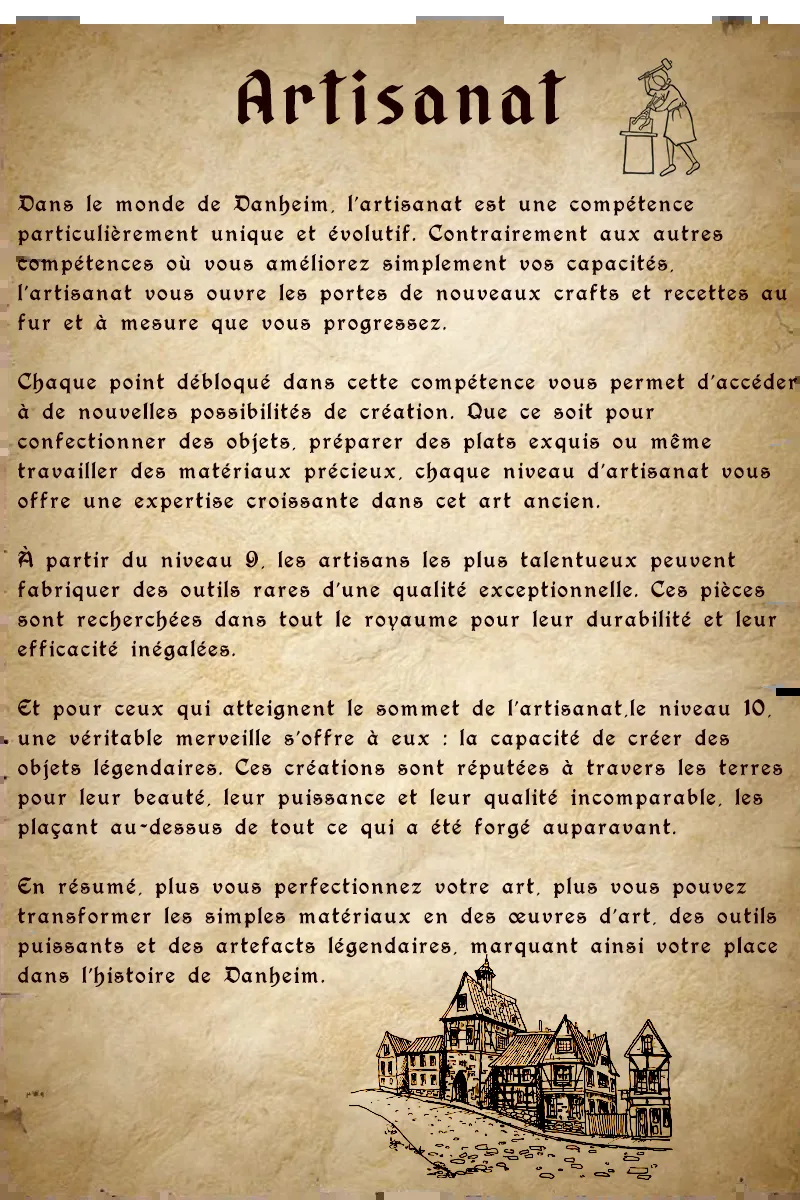 Artisanat
Dans le monde de Danheim, l'artisanat est une compétence
particulièrement unique et évolutif. Contrairement aux autres
compétences où vous améliorez simplement vos capacités,
l'artisanat vous ouvre les portes de nouveaux crafts et recettes au
fur et à mesure que vous progressez.
Chaque point débloqué dans cette compétence vous permet d'accéder
à de nouvelles possibilités de création. Que ce soit pour
confectionner des objets, préparer des plats exquis ou même
travailler des matériaux précieux, chaque niveau d'artisanat vous
offre une expertise croissante dans cet art ancien.
À partir du niveau 9, les artisans les plus talentueux peuvent
fabriquer des outils rares d'une qualité exceptionnelle. Ces pièces
sont recherchées dans tout le royaume pour leur durabilité et leur
efficacité inégalées.
Et pour ceux qui atteignent le sommet de l'artisanat,le niveau 10,
une véritable merveille s'offre à eux : la capacité de créer des
objets légendaires. Ces créations sont réputées à travers les terres
pour leur beauté, leur puissance et leur qualité incomparable, les
plaçant au-dessus de tout ce qui a été forgé auparavant.
En résumé, plus vous perfectionnez votre art, plus vous pouvez
transformer les simples matériaux en des œuvres d'art, des outils
puissants et des artefacts légendaires, marquant ainsi votre place
dans l'histoire de Danheim.